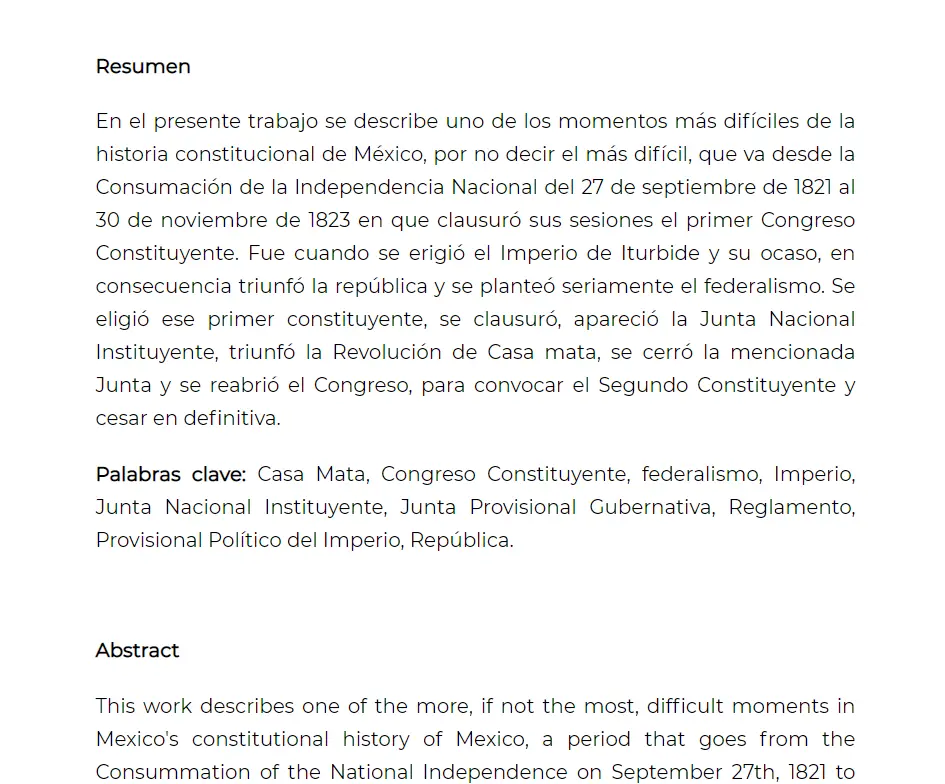 Resumen
En el presente trabajo se describe uno de los momentos más difíciles de la
historia constitucional de México, por no decir el más difícil, que va desde la
Consumación de la Independencia Nacional del 27 de septiembre de 1821 al
30 de noviembre de 1823 en que clausuró sus sesiones el primer Congreso
Constituyente. Fue cuando se erigió el Imperio de Iturbide y su ocaso, en
consecuencia triunfó la república y se planteó seriamente el federalismo. Se
eligió ese primer constituyente, se clausuró, apareció la Junta Nacional
Instituyente, triunfó la Revolución de Casa mata, se cerró la mencionada
Junta y se reabrió el Congreso, para convocar el Segundo Constituyente y
cesar en definitiva.
Palabras clave: Casa Mata, Congreso Constituyente, federalismo, Imperio,
Junta Nacional Instituyente, Junta Provisional Gubernativa, Reglamento,
Provisional Político del Imperio, República.
Abstract
This work describes one of the more, if not the most, difficult moments in
Mexico's constitutional history of Mexico, a period that goes from the
Consummation of the National Independence on September 27th, 1821 to